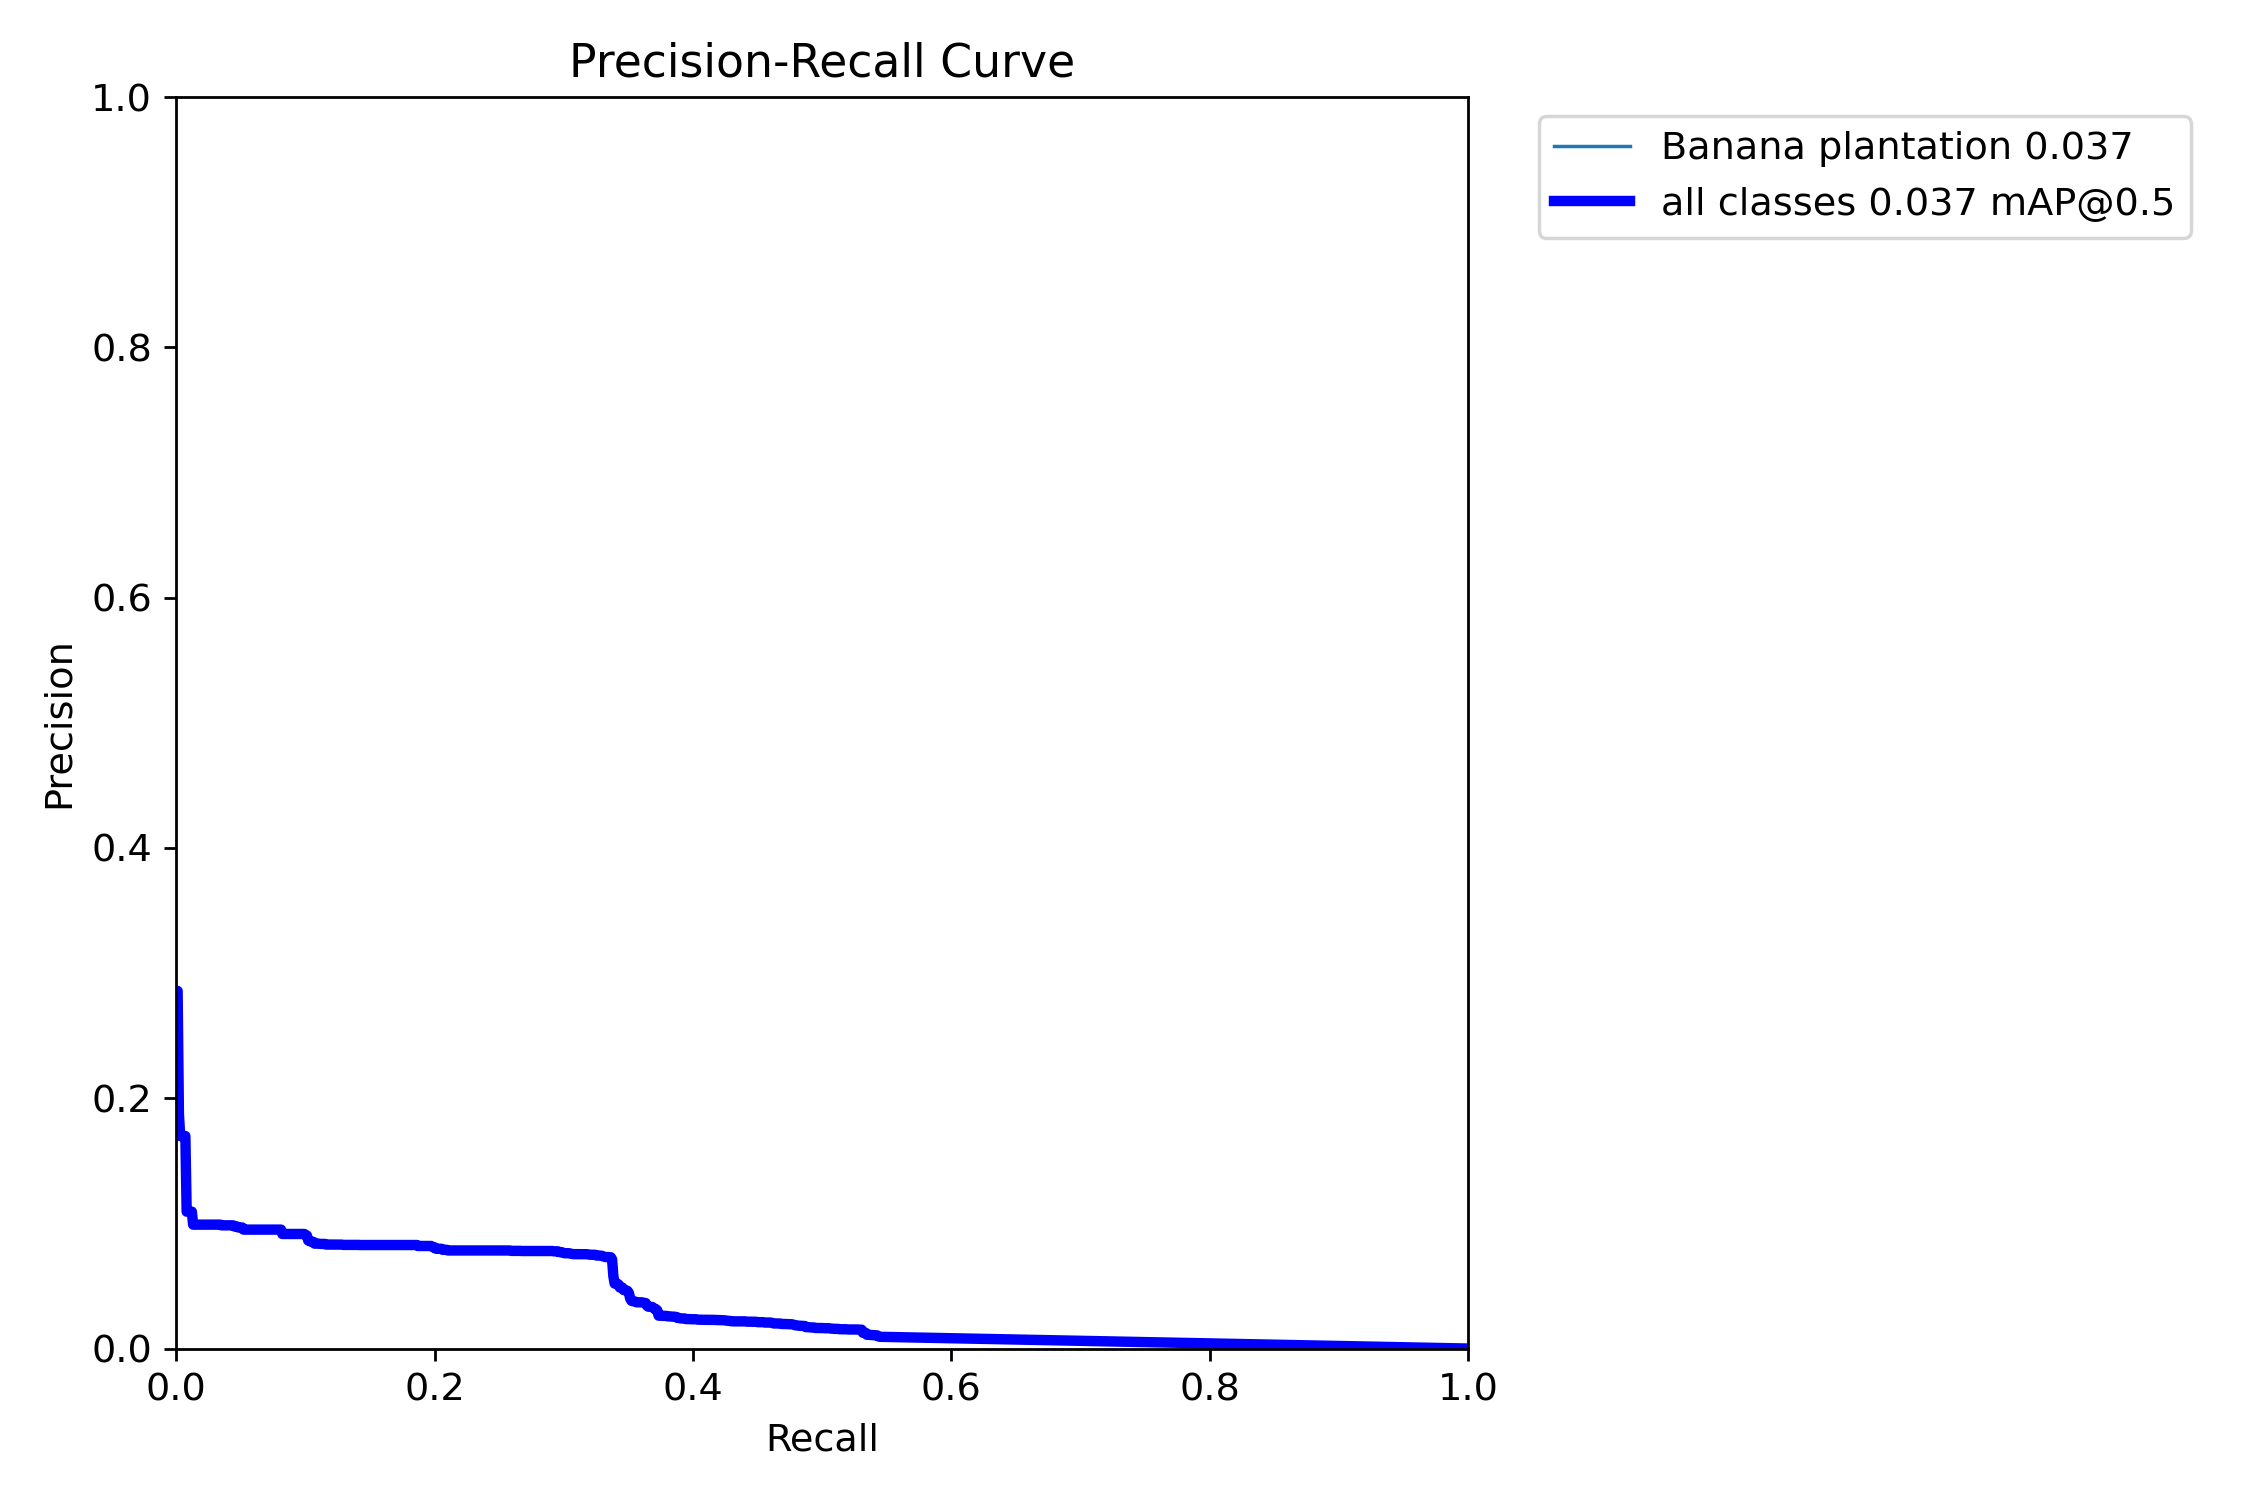 Precision-Recall Curve
1.0
0.8
0.6
0.4
0.2
0.0
Precision
0.0 0.2 0.4 0.6 0.8 1.0
Recall
Banana plantation 0.037
all classes 0.037 mAP@0.5